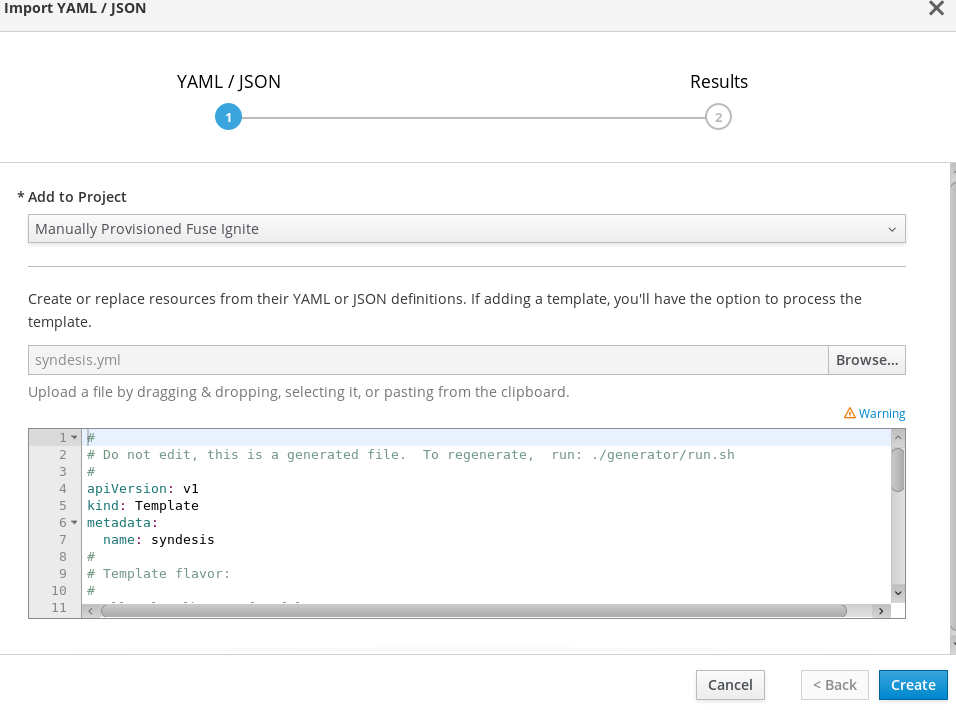 Import YAML / JSON
YAML / JSON
Results
1
2
* Add to Project
Manually Provisioned Fuse Ignite
Create or replace resources from their YAML or JSON definitions. If adding a template, you'll have the option to process the
template.
syndesis.yml
Browse...
Upload a file by dragging & dropping, selecting it, or pasting from the clipboard.
Warning
1 #
2 # Do not edit, this is a generated file.  To regenerate,  run: ./generator/run.sh
3 #
4 apiVersion: v1
5 kind: Template
6 metadata:
7   name: syndesis
8 #
9 # Template flavor:
10 #
11
Cancel
< Back
Create